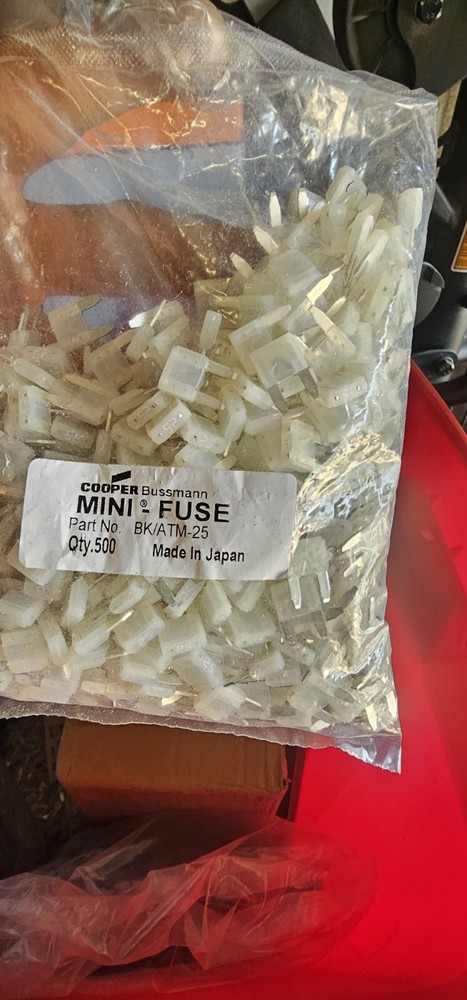 COOPER Bussmann
MINI® - FUSE
Part No. BK/ATM-25
Qty.500 Made In Japan